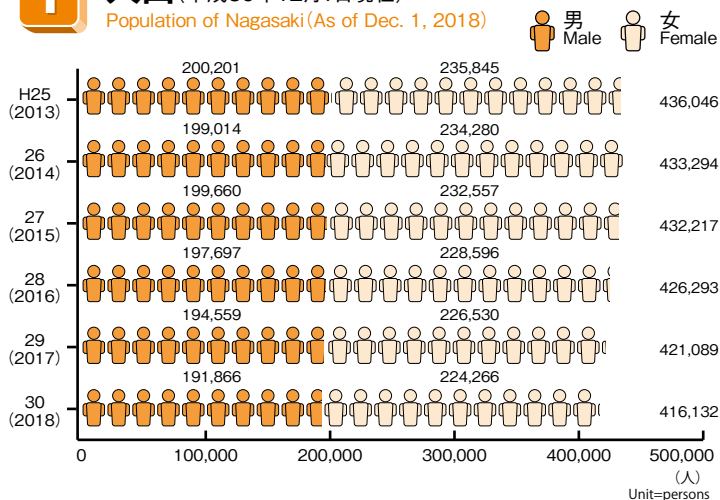 Population of Nagasaki(As of Dec. 1, 2018)
男
Male
女
Female
200,201 235,845
H25
(2013)
436,046
199,014 234,280
26
(2014)
433,294
199,660 232,557
27
(2015)
432,217
197,697 228,596
28
(2016)
426,293
194,559 226,530
29
(2017)
421,089
191,866 224,266
30
(2018)
416,132
0 100,000 200,000 300,000 400,000 500,000
(人)
Unit=persons